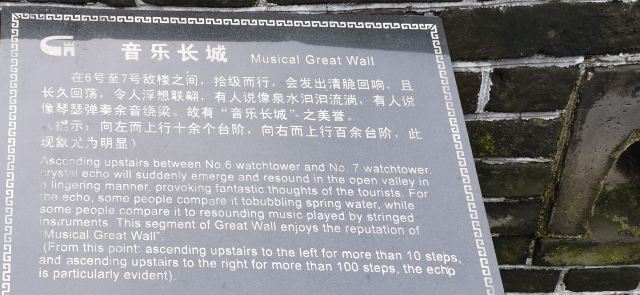 音乐长城 Musical Great Wall
在6号至7号敌楼之间，拾级而行，会发出清脆回响，且
长久回荡，令人浮想联翩，有人说像泉水汩汩流淌，有人说
像琴瑟弹奏余音绕梁。故有“音乐长城”之美誉。
提示：向左而上行十余个台阶，向右而上行百余台阶，此
现象尤为明显）
Ascending upstairs between No.6 watchtower and No. 7 watchtower,
crystal echo will suddenly emerge and resound in the open valley in
a lingering manner, provoking fantastic thoughts of the tourists. For
the echo, some people compare it tobubbling spring water, while
some people compare it to resounding music played by stringed
instruments. This segment of Great Wall enjoys the reputation of
"Musical Great Wall".
(From this point: ascending upstairs to the left for more than 10 steps,
and ascending upstairs to the right for more than 100 steps, the echo
is particularly evident).